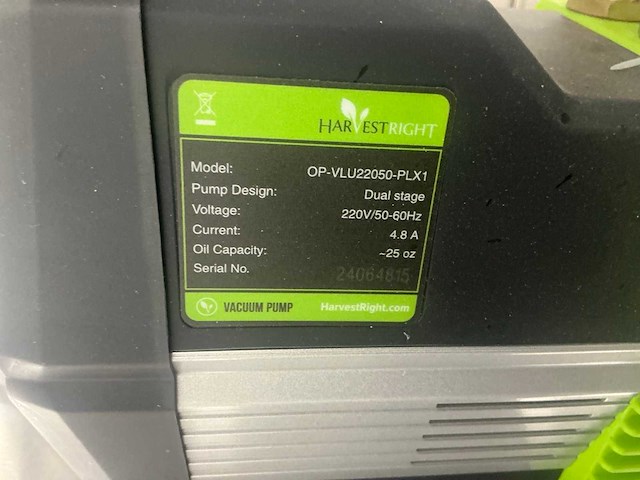 HARVESTRIGHT
Model: OP-VLU22050-PLX1
Pump Design: Dual stage
Voltage: 220V/50-60Hz
Current: 4.8 A
Oil Capacity: ~25 oz
Serial No. 24064815
VACUUM PUMP HarvestRight.com